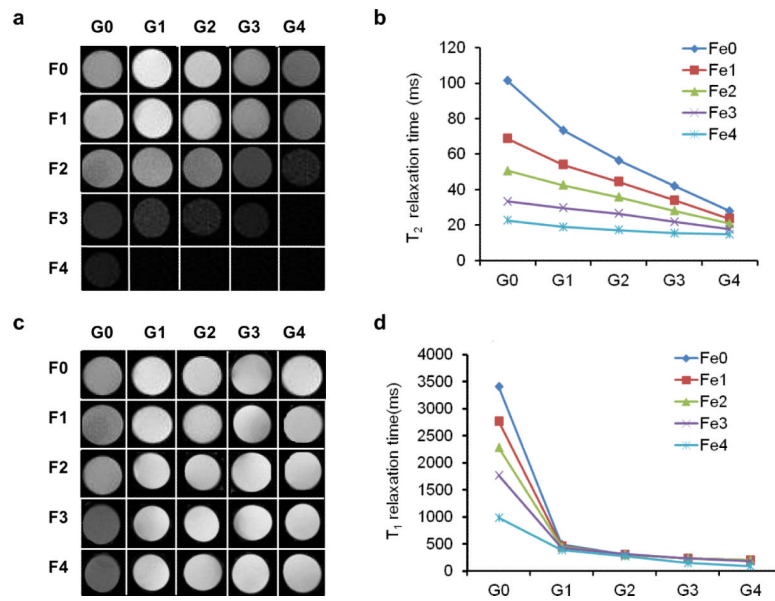 a
G0 G1 G2 G3 G4
F0
F1
F2
F3
F4
b
T2 relaxation time (ms)
120
100
80
60
40
20
0
G0 G1 G2 G3 G4
Fe0
Fe1
Fe2
Fe3
Fe4
c
G0 G1 G2 G3 G4
F0
F1
F2
F3
F4
d
T1 relaxation time(ms)
4000
3500
3000
2500
2000
1500
1000
500
0
G0 G1 G2 G3 G4
Fe0
Fe1
Fe2
Fe3
Fe4